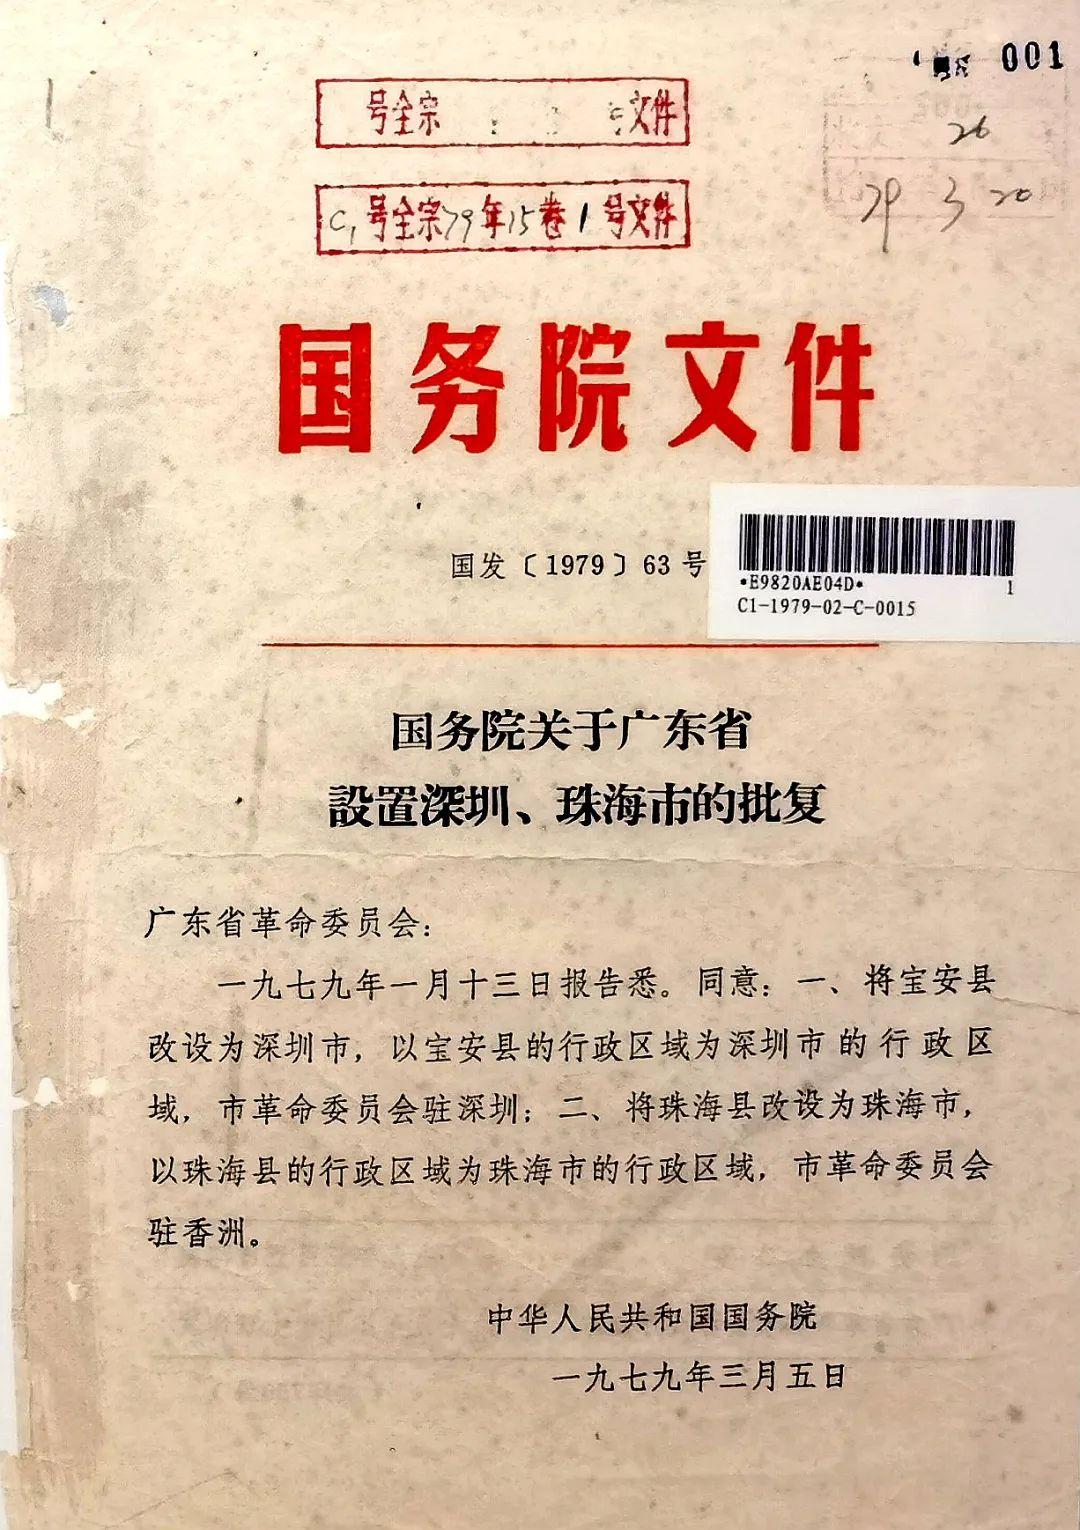 001
26
号全宗 文件
79 3 20
C1号全宗79年15卷1号文件
国务院文件
国发〔1979〕63号
*E9820AE04D* 1
C1-1979-02-C-0015
国务院关于广东省
設置深圳、珠海市的批复
广东省革命委员会：
一九七九年一月十三日报告悉。同意：一、将宝安县
改设为深圳市，以宝安县的行政区域为深圳市的行政区
域，市革命委员会驻深圳；二、将珠海县改设为珠海市，
以珠海县的行政区域为珠海市的行政区域，市革命委员会
驻香洲。
中华人民共和国国务院
一九七九年三月五日